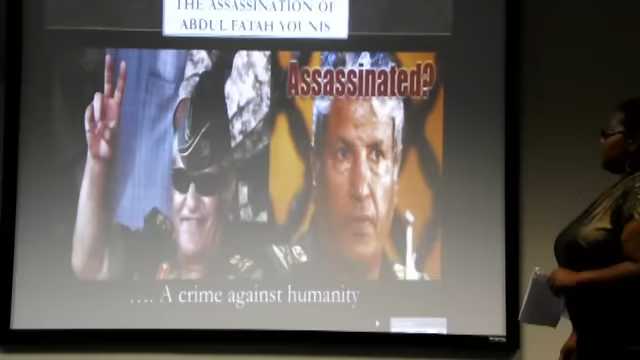 THE ASSASSINATION OF
ABDUL FATAH YOUNIS
Assassinated?
.... A crime against humanity